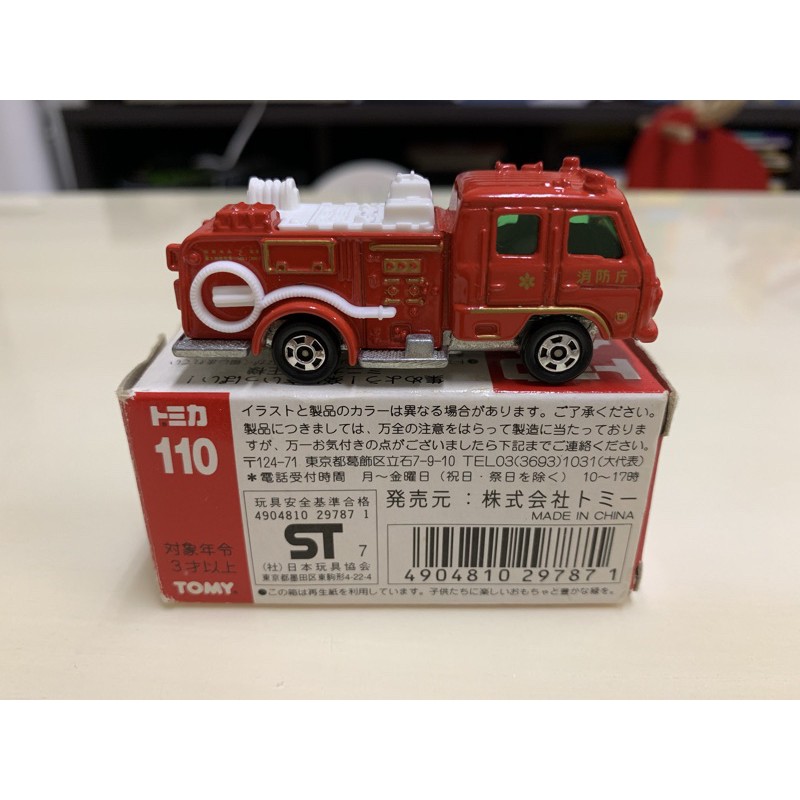 消防庁
トミカ
110
対象年令
3才以上
TOMY
イラストと製品のカラーは異なる場合があります。ご了承ください。
製品につきましては、万全の注意をはらって製造に当たっておりま
すが、万一お気付きの点がございましたら下記までご連絡ください。
〒124-71 東京都葛飾区立石7-9-10 TEL03(3693)1031(大代表)
*電話受付時間 月〜金曜日(祝日・祭日を除く) 10〜17時
玩具安全基準合格
4904810 29787 1
ST 7
(社)日本玩具協会
東京都墨田区東駒形4-22-4
発売元:株式会社トミー
MADE IN CHINA
4904810 297871
●この箱は再生紙を利用しています。子供たちに楽しいおもちゃと豊かな緑を。